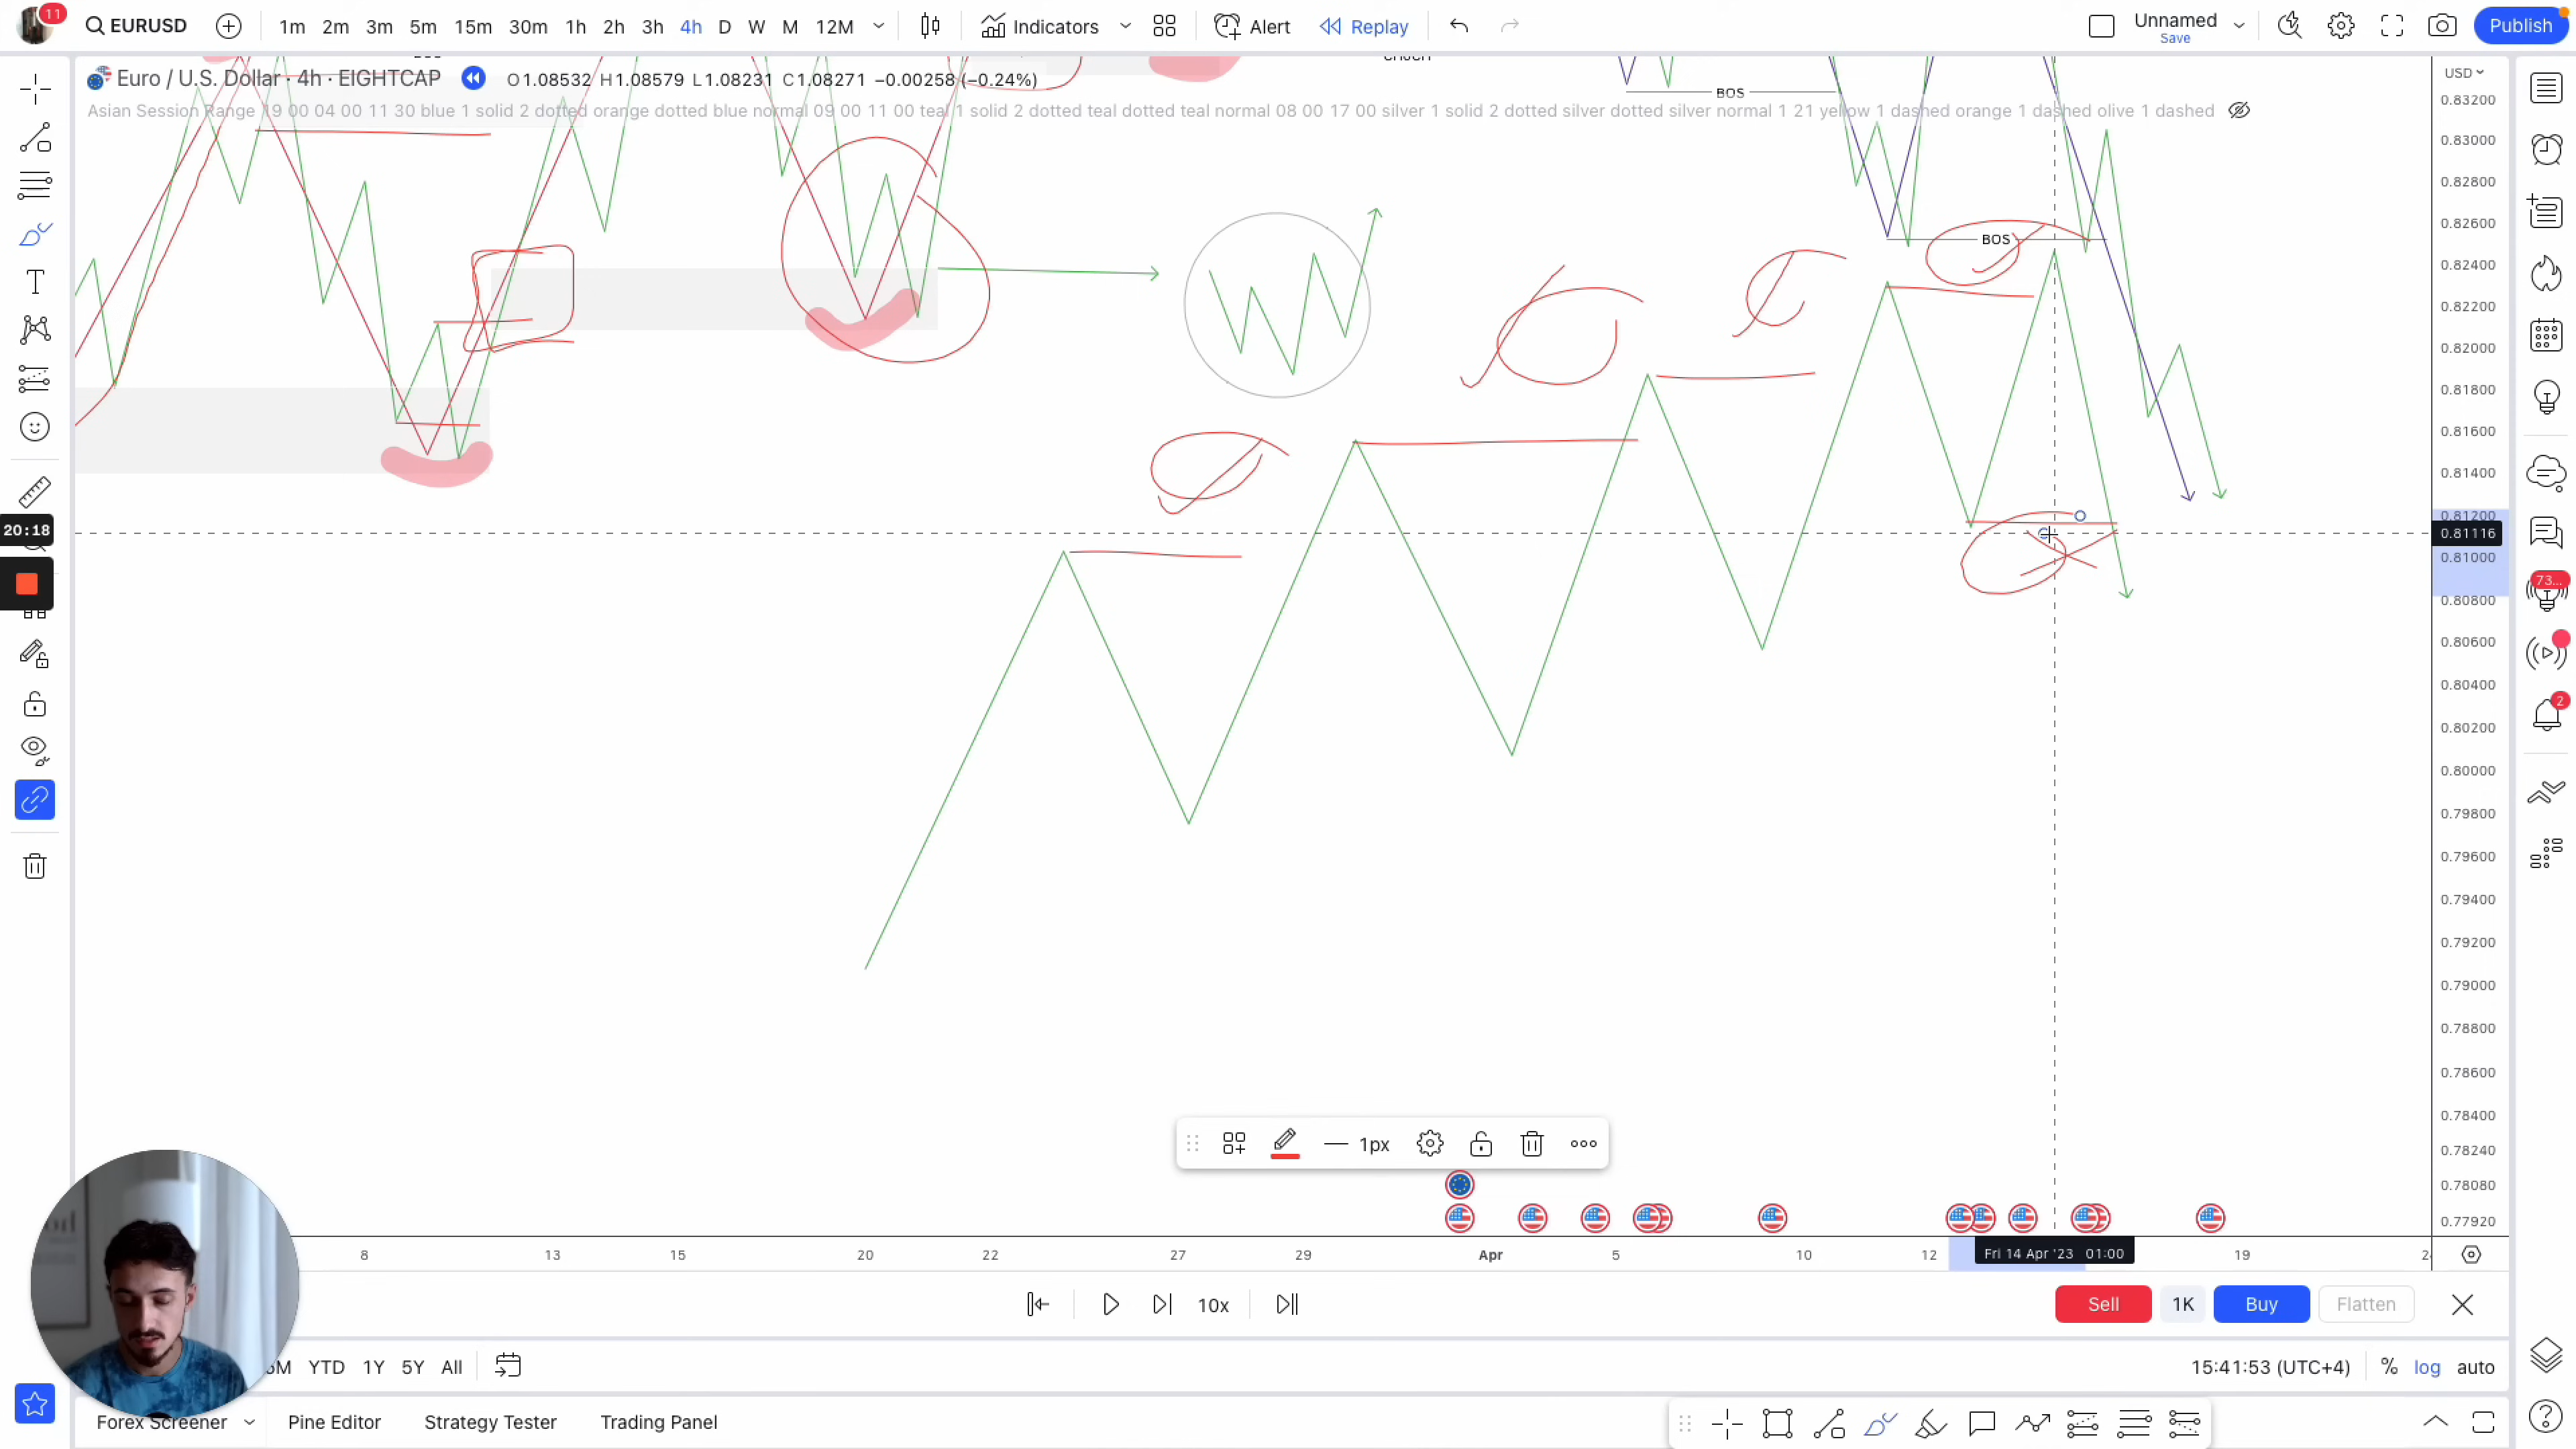 11
EURUSD
1m 2m 3m 5m 15m 30m 1h 2h 3h 4h D W M 12M
Indicators
Alert
Replay
Unnamed
Save
Publish
Euro / U.S. Dollar · 4h · EIGHTCAP
O1.08532 H1.08579 L1.08231 C1.08271 −0.00258 (−0.24%)
Asian Session Range 19 00 04 00 11 30 blue 1 solid 2 dotted orange dotted blue normal 09 00 11 00 teal 1 solid 2 dotted teal dotted teal normal 08 00 17 00 silver 1 solid 2 dotted silver dotted silver normal 1 21 yellow 1 dashed orange 1 dashed olive 1 dashed
BOS
BOS
USD
0.83200
0.83000
0.82800
0.82600
0.82400
0.82200
0.82000
0.81800
0.81600
0.81400
0.81200
0.81116
0.81000
0.80800
0.80600
0.80400
0.80200
0.80000
0.79800
0.79600
0.79400
0.79200
0.79000
0.78800
0.78600
0.78400
0.78240
0.78080
0.77920
20:18
73...
2
1px
8 13 15 20 22 27 29 Apr 5 10 12 Fri 14 Apr '23 01:00 19
10x
Sell
1K
Buy
Flatten
YTD 1Y 5Y All
15:41:53 (UTC+4)
% log auto
Forex Screener
Pine Editor
Strategy Tester
Trading Panel